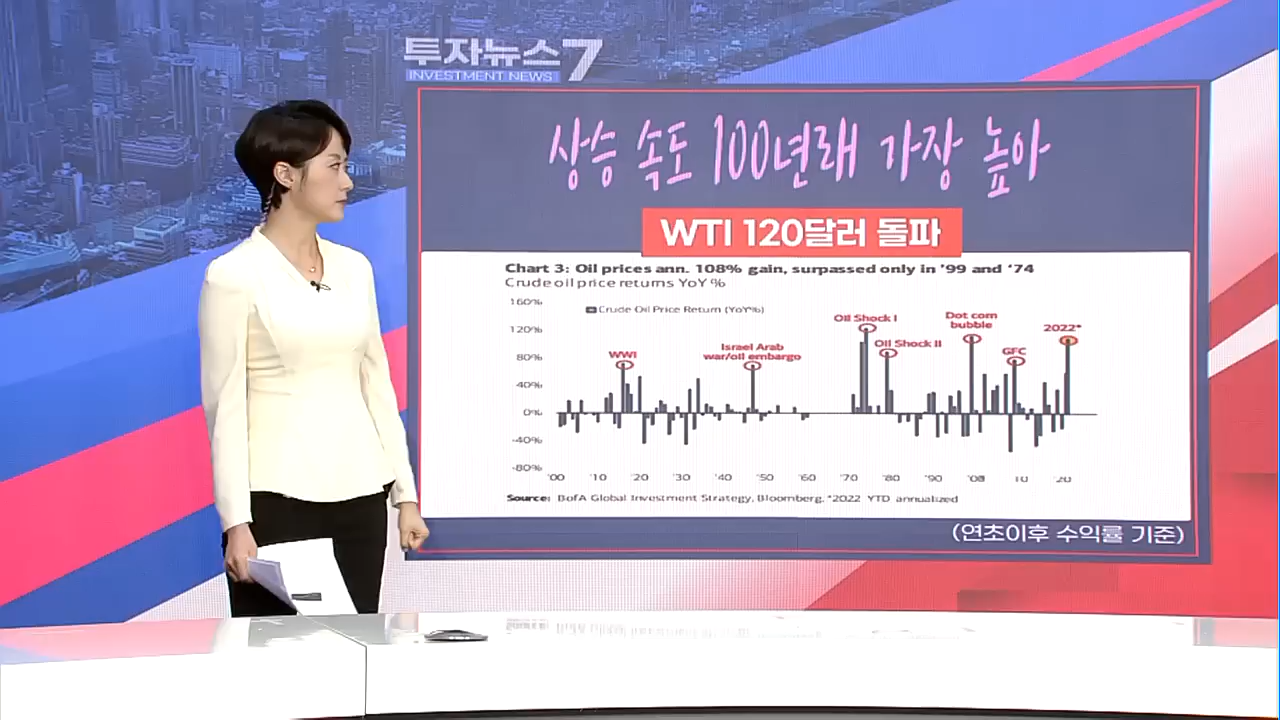 투자뉴스7
INVESTMENT NEWS
상승 속도 100년래 가장 높아
WTI 120달러 돌파
Chart 3: Oil prices ann. 108% gain, surpassed only in '99 and '74
Crude oil price returns YoY %
160%
120%
80%
40%
0%
-40%
-80%
Crude Oil Price Return (YoY%)
WWI
Israel Arab
war/oil embargo
Oil Shock I
Oil Shock II
Dot com
bubble
GFC
2022*
'00 '10 '20 '30 '40 '50 '60 '70 '80 '90 '00 10 '20
Source: BofA Global Investment Strategy, Bloomberg, *2022 YTD annualized
(연초이후 수익률 기준)